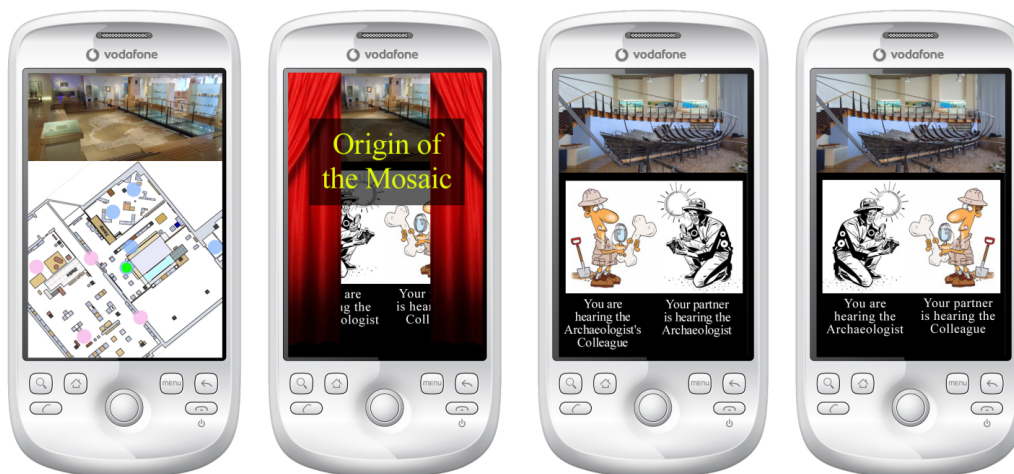 vodafone
MENU
vodafone
Origin of
the Mosaic
are
ng the
ologist
Your
is hear
Coll
MENU
vodafone
You are
hearing the
Archaeologist's
Colleague
Your partner
is hearing the
Archaeologist
MENU
vodafone
You are
hearing the
Archaeologist
Your partner
is hearing the
Colleague
MENU